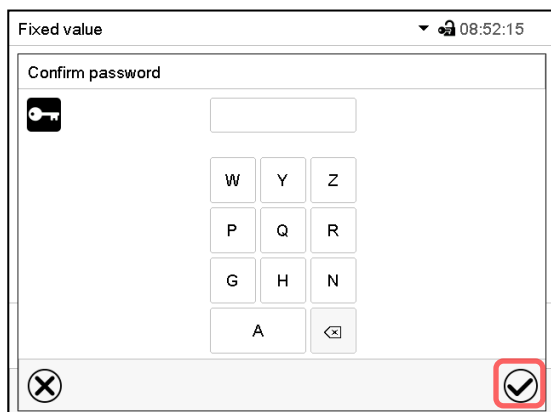 Fixed value 08:52:15
Confirm password
W Y Z
P Q R
G H N
A